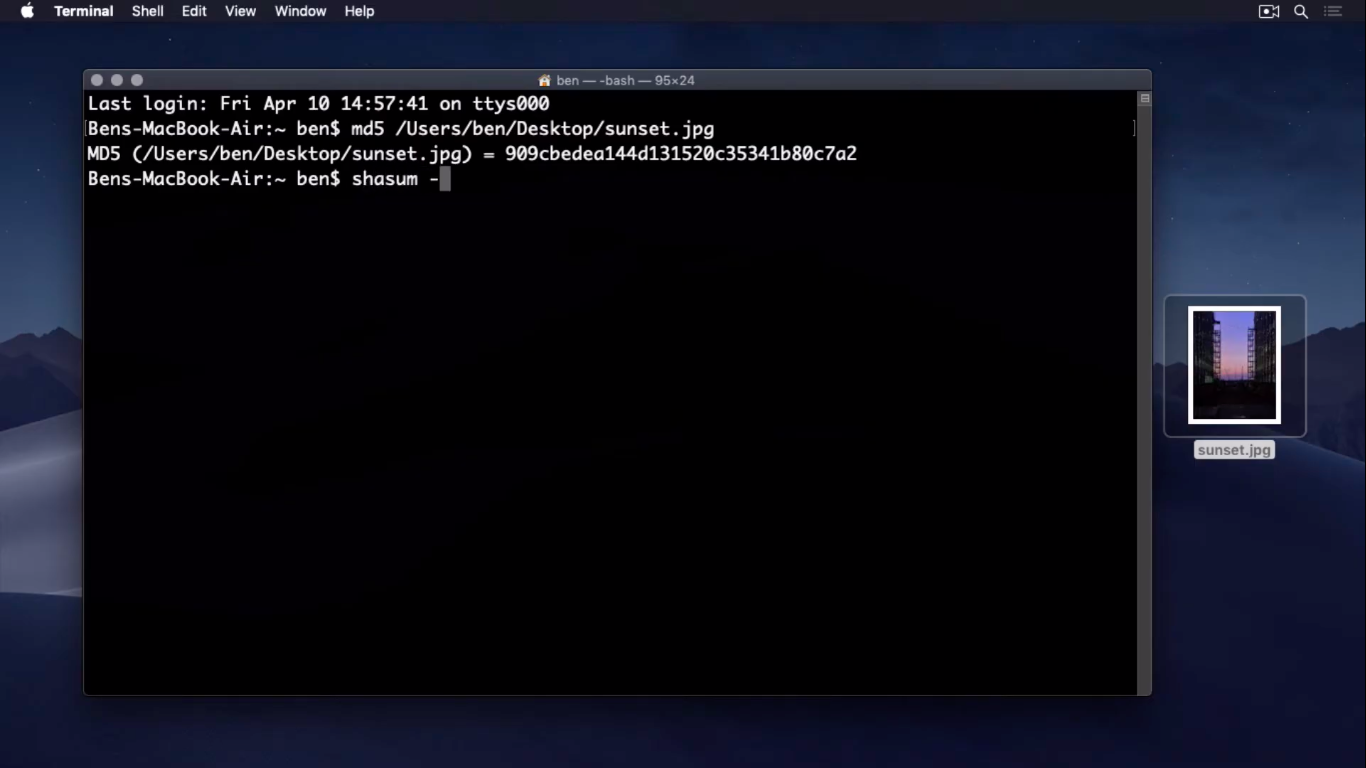 Terminal Shell Edit View Window Help
ben — -bash — 95×24
Last login: Fri Apr 10 14:57:41 on ttys000
Bens-MacBook-Air:~ ben$ md5 /Users/ben/Desktop/sunset.jpg
MD5 (/Users/ben/Desktop/sunset.jpg) = 909cbedea144d131520c35341b80c7a2
Bens-MacBook-Air:~ ben$ shasum -
sunset.jpg